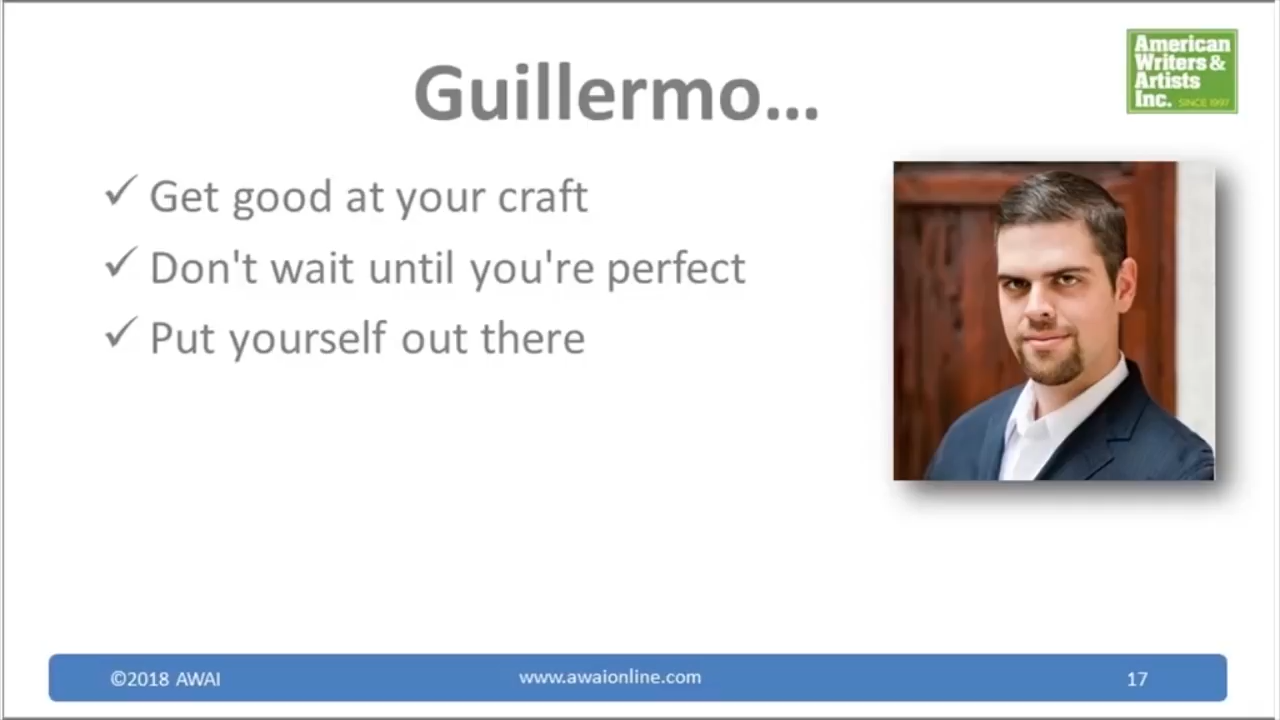 Guillermo...
American
Writers &
Artists
Inc. SINCE 1997
✓ Get good at your craft
✓ Don't wait until you're perfect
✓ Put yourself out there
©2018 AWAI
www.awaionline.com
17